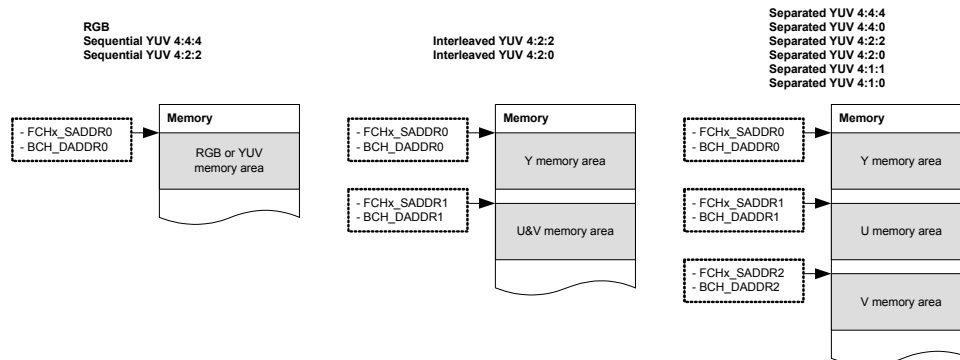 RGB
Sequential YUV 4:4:4
Sequential YUV 4:2:2
Memory
- FCHx_SADDR0
- BCH_DADDR0
RGB or YUV
memory area
Interleaved YUV 4:2:2
Interleaved YUV 4:2:0
Memory
- FCHx_SADDR0
- BCH_DADDR0
Y memory area
- FCHx_SADDR1
- BCH_DADDR1
U&V memory area
Separated YUV 4:4:4
Separated YUV 4:4:0
Separated YUV 4:2:2
Separated YUV 4:2:0
Separated YUV 4:1:1
Separated YUV 4:1:0
Memory
- FCHx_SADDR0
- BCH_DADDR0
Y memory area
- FCHx_SADDR1
- BCH_DADDR1
U memory area
- FCHx_SADDR2
- BCH_DADDR2
V memory area